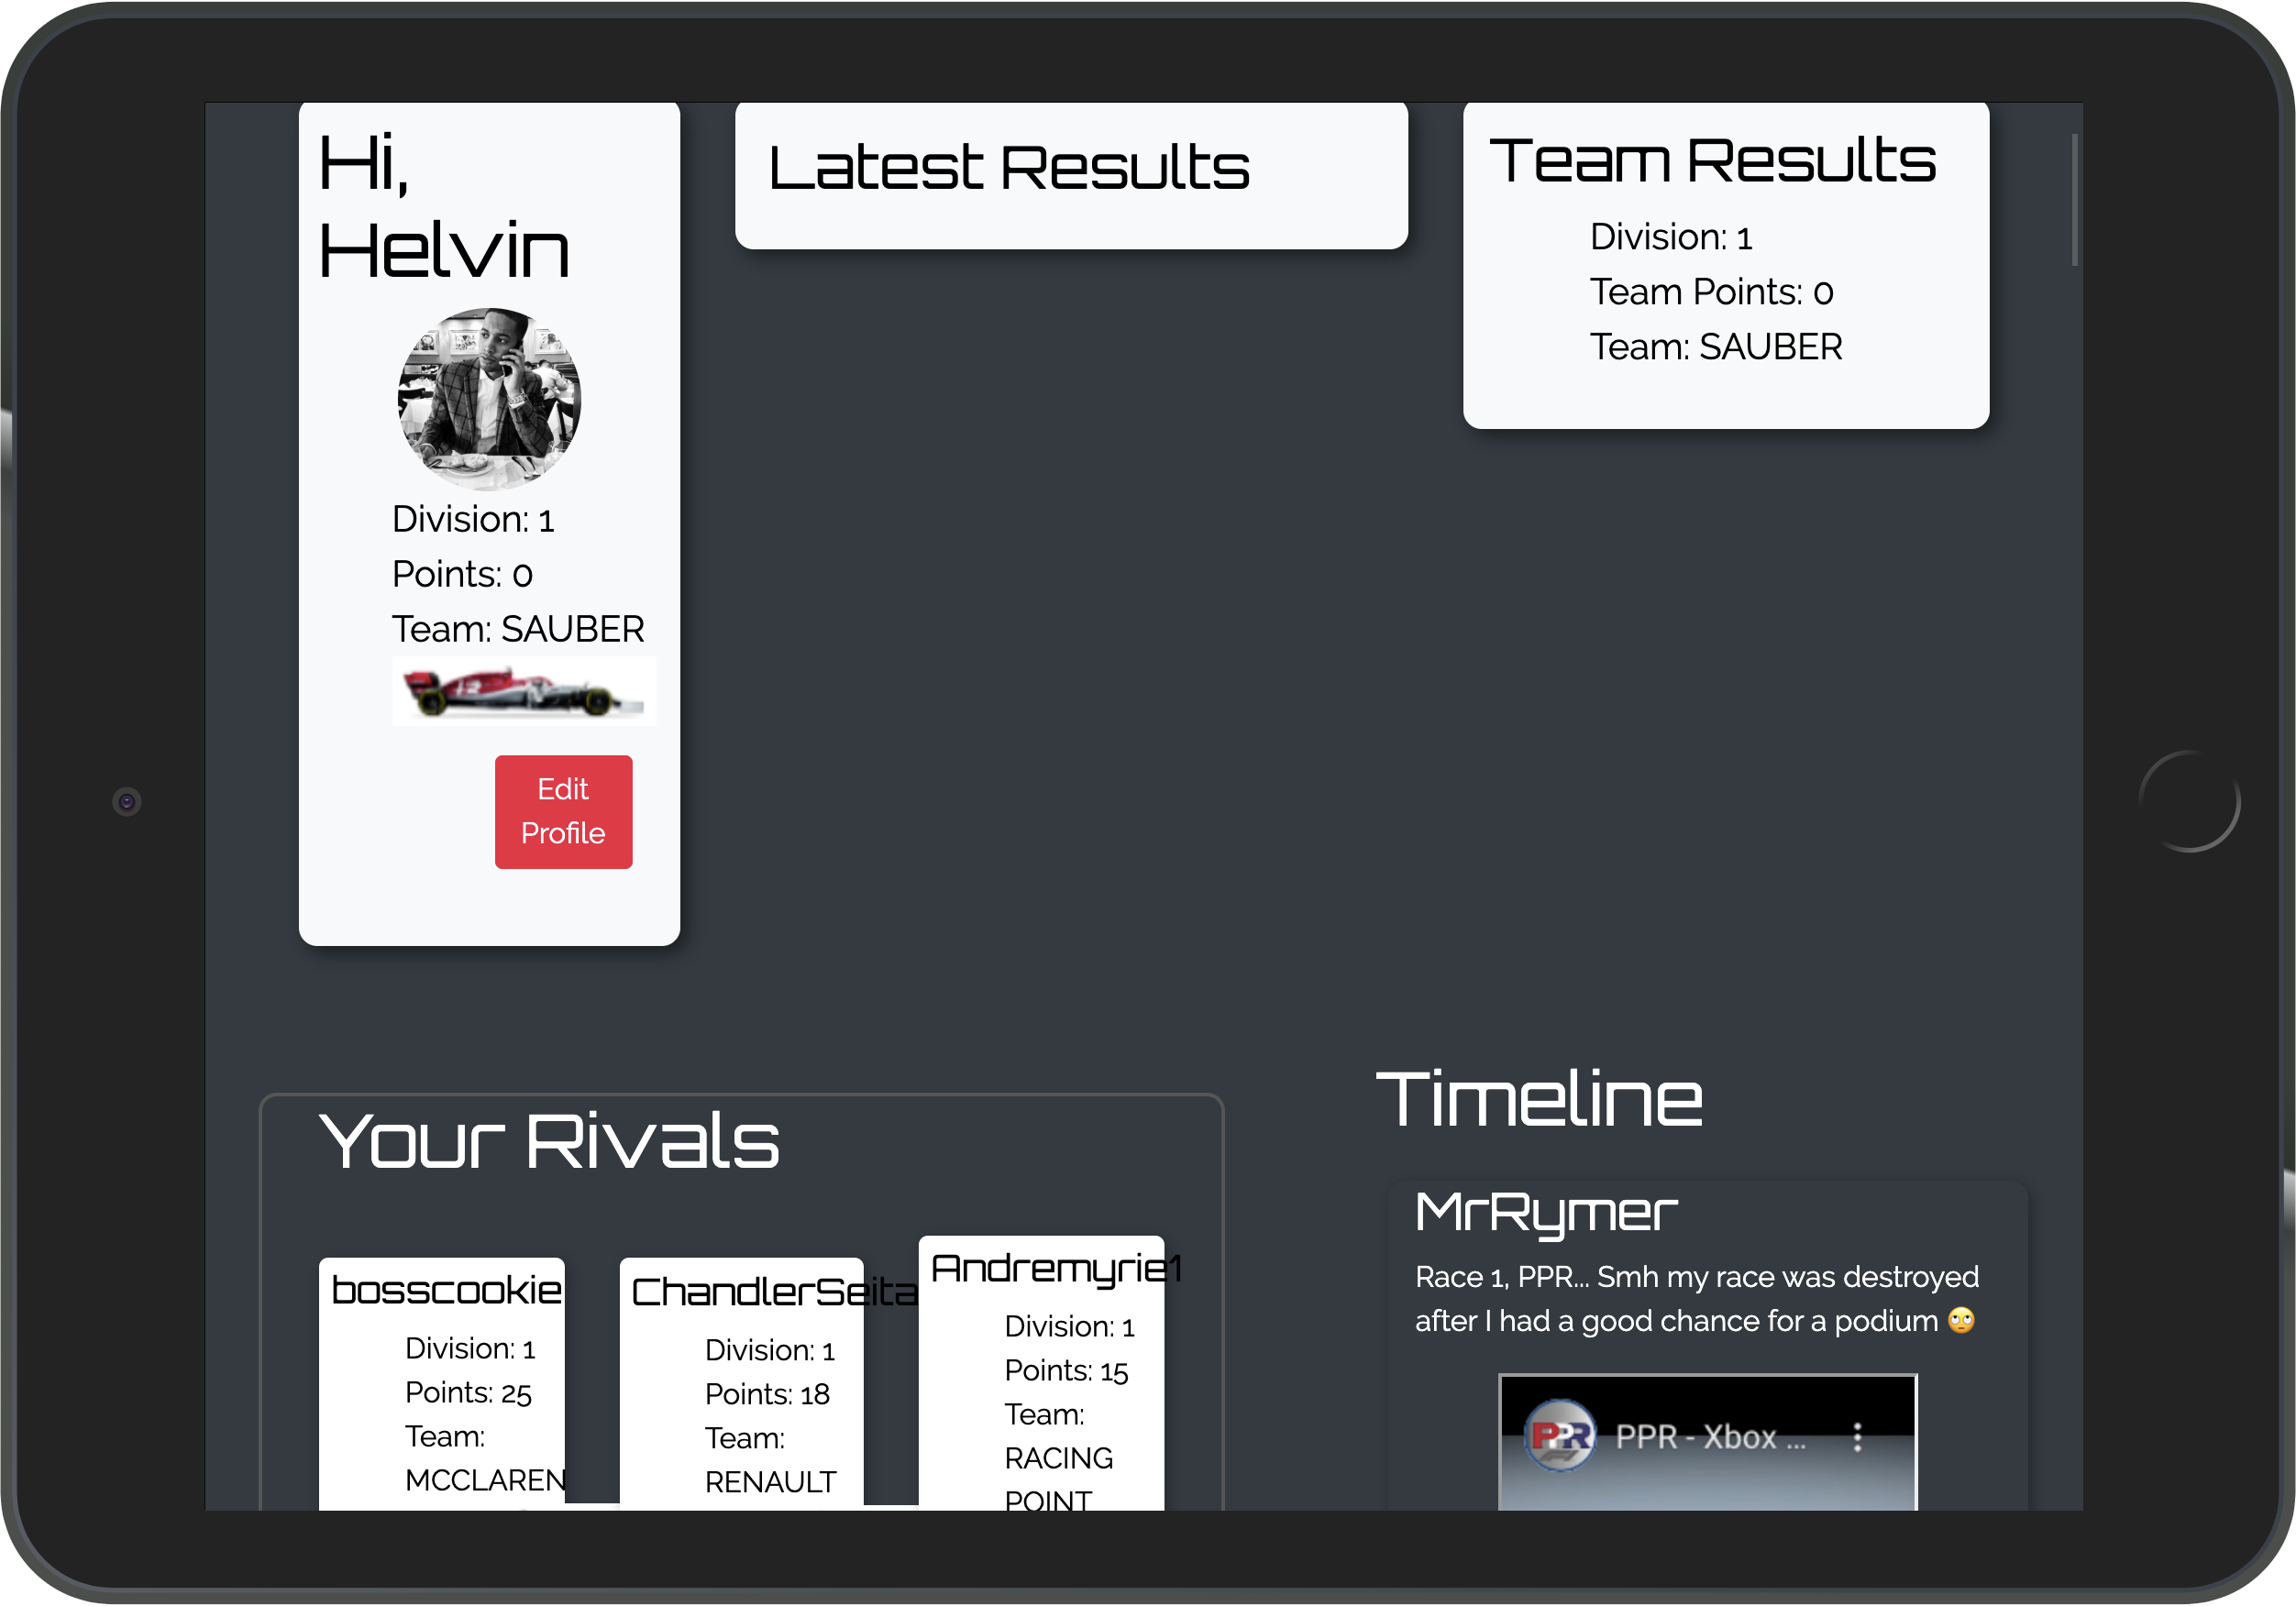 Hi,
Helvin
Division: 1
Points: 0
Team: SAUBER
Edit
Profile
Latest Results
Team Results
Division: 1
Team Points: 0
Team: SAUBER
Your Rivals
bosscookie
Division: 1
Points: 25
Team:
MCCLAREN
ChandlerSeita
Division: 1
Points: 18
Team:
RENAULT
Andremyrie1
Division: 1
Points: 15
Team:
RACING
POINT
Timeline
MrRymer
Race 1, PPR... Smh my race was destroyed
after I had a good chance for a podium 🙄
PPR
PPR - Xbox ...